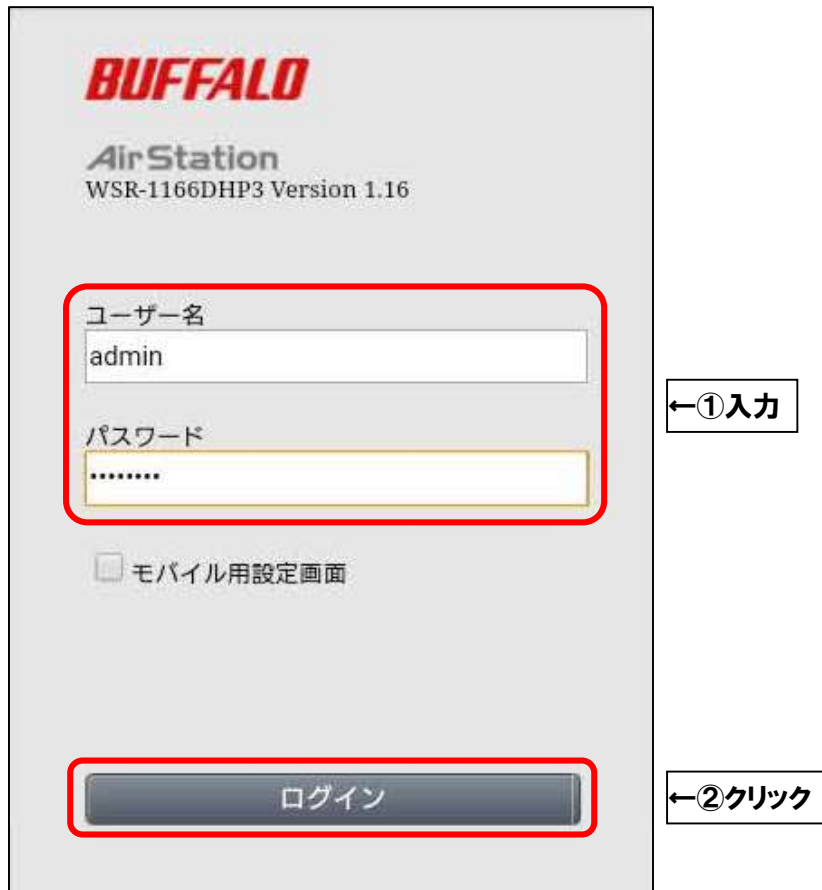 BUFFALO
AirStation
WSR-1166DHP3 Version 1.16
ユーザー名
admin
←①入力
パスワード
••••••••
モバイル用設定画面
ログイン
←②クリック